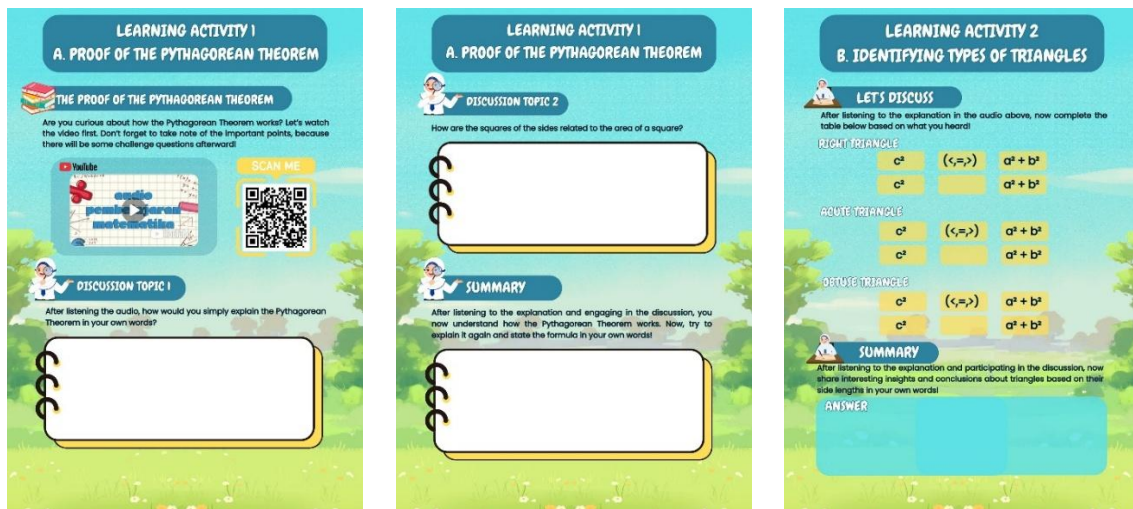 LEARNING ACTIVITY 1
A. PROOF OF THE PYTHAGOREAN THEOREM
THE PROOF OF THE PYTHAGOREAN THEOREM
Are you curious about how the Pythagorean Theorem works? Let's watch
the video first. Don't forget to take note of the important points, because
there will be some challenge questions afterward!
YouTube
SCAN ME
audio
pembelajaran
matematika
DISCUSSION TOPIC 1
After listening the audio, how would you simply explain the Pythagorean
Theorem in your own words?
LEARNING ACTIVITY 1
A. PROOF OF THE PYTHAGOREAN THEOREM
DISCUSSION TOPIC 2
How are the squares of the sides related to the area of a square?
SUMMARY
After listening to the explanation and engaging in the discussion, you
now understand how the Pythagorean Theorem works. Now, try to
explain it again and state the formula in your own words!
LEARNING ACTIVITY 2
B. IDENTIFYING TYPES OF TRIANGLES
LET'S DISCUSS
After listening to the explanation in the audio above, now complete the
table below based on what you heard!
RIGHT TRIANGLE
c² (<,=,>) a² + b²
c² a² + b²
ACUTE TRIANGLE
c² (<,=,>) a² + b²
c² a² + b²
OBTUSE TRIANGLE
c² (<,=,>) a² + b²
c² a² + b²
SUMMARY
After listening to the explanation and participating in the discussion, now
share interesting insights and conclusions about triangles based on their
side lengths in your own words!
ANSWER